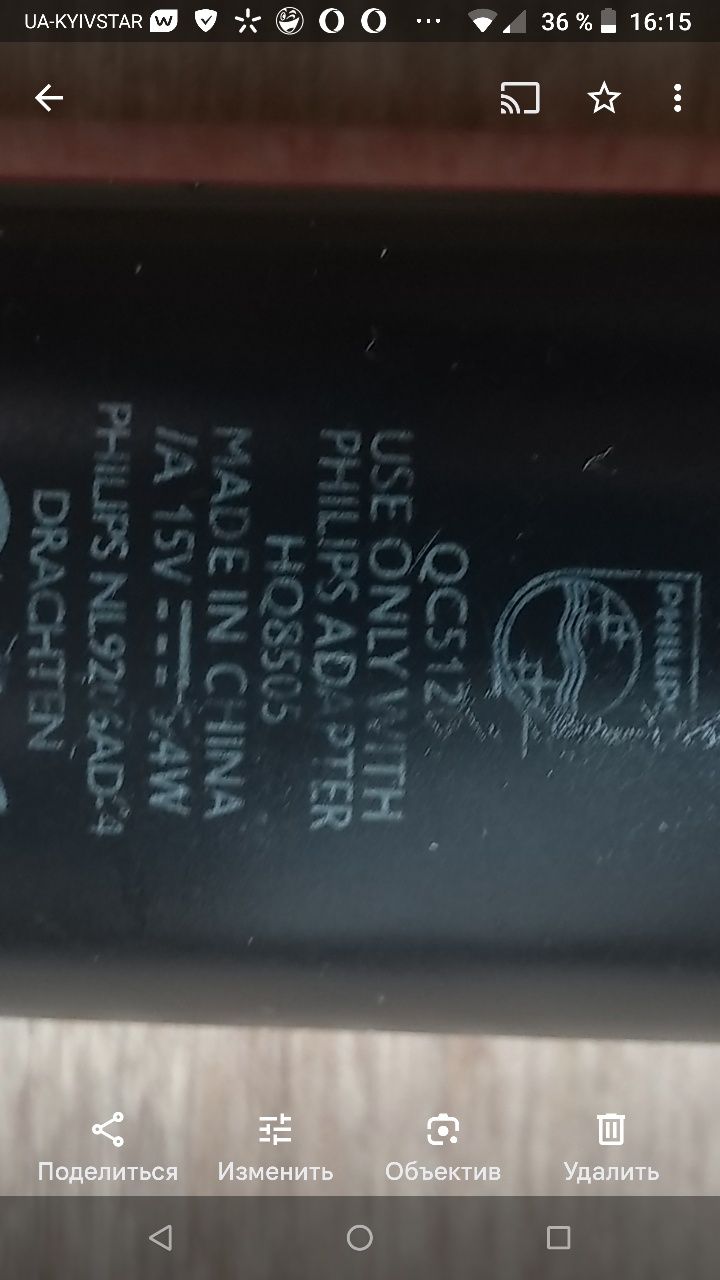 UA-KYIVSTAR 36 % 16:15
PHILIPS
USE ONLY WITH
PHILIPS ADAPTER
HQ8505
MADE IN CHINA
15V
DRACHTEN
Поделиться
Изменить
Объектив
Удалить